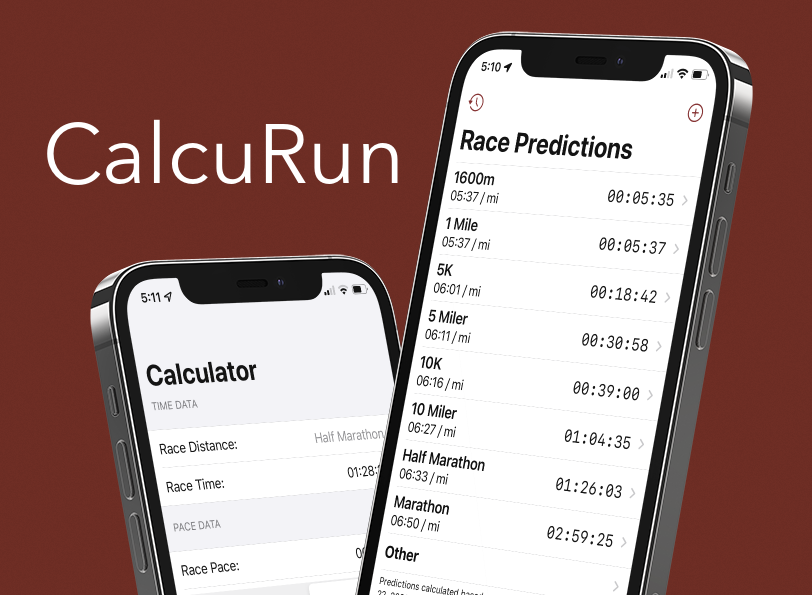 CalcuRun
5:10
Race Predictions
1600m
05:37 / mi
00:05:35
1 Mile
05:37 / mi
00:05:37
5K
06:01 / mi
00:18:42
5 Miler
06:11 / mi
00:30:58
10K
06:16 / mi
00:39:00
10 Miler
06:27 / mi
01:04:35
Half Marathon
06:33 / mi
01:26:03
Marathon
06:50 / mi
02:59:25
Other
Predictions calculated
5:11
Calculator
TIME DATA
Race Distance: Half Marathon
Race Time: 01:28:
PACE DATA
Race Pace: